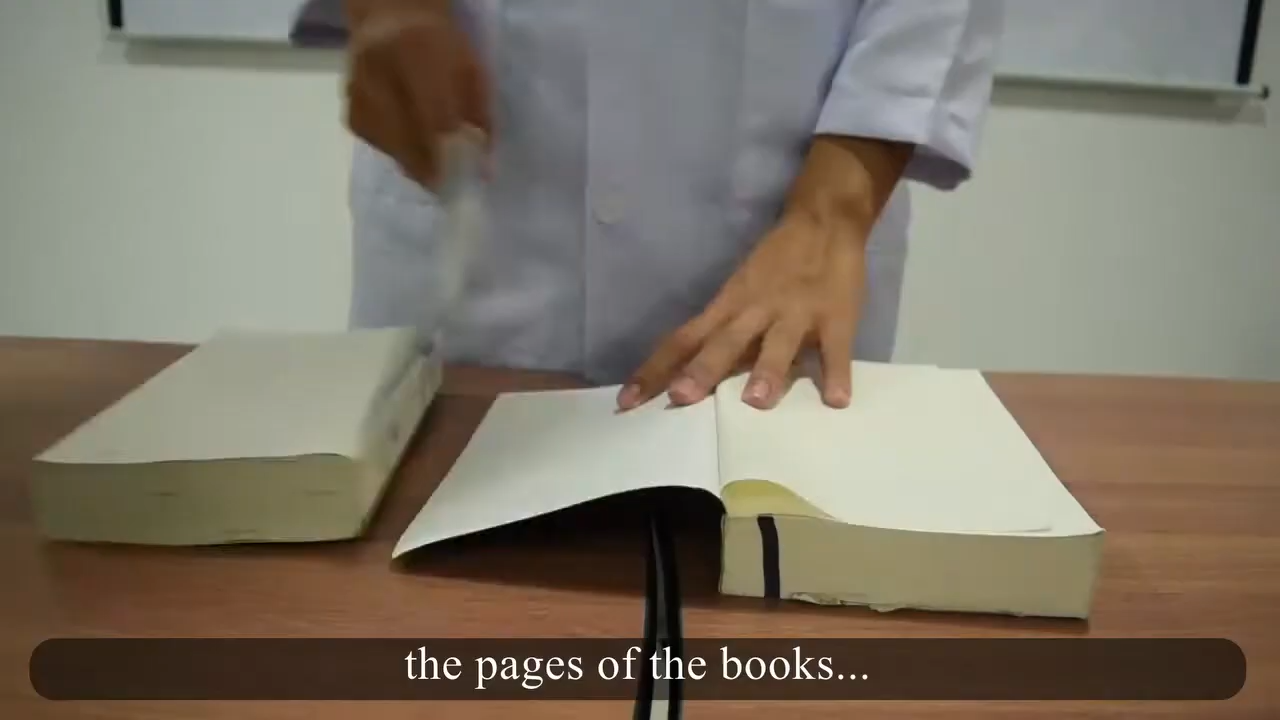 the pages of the books...